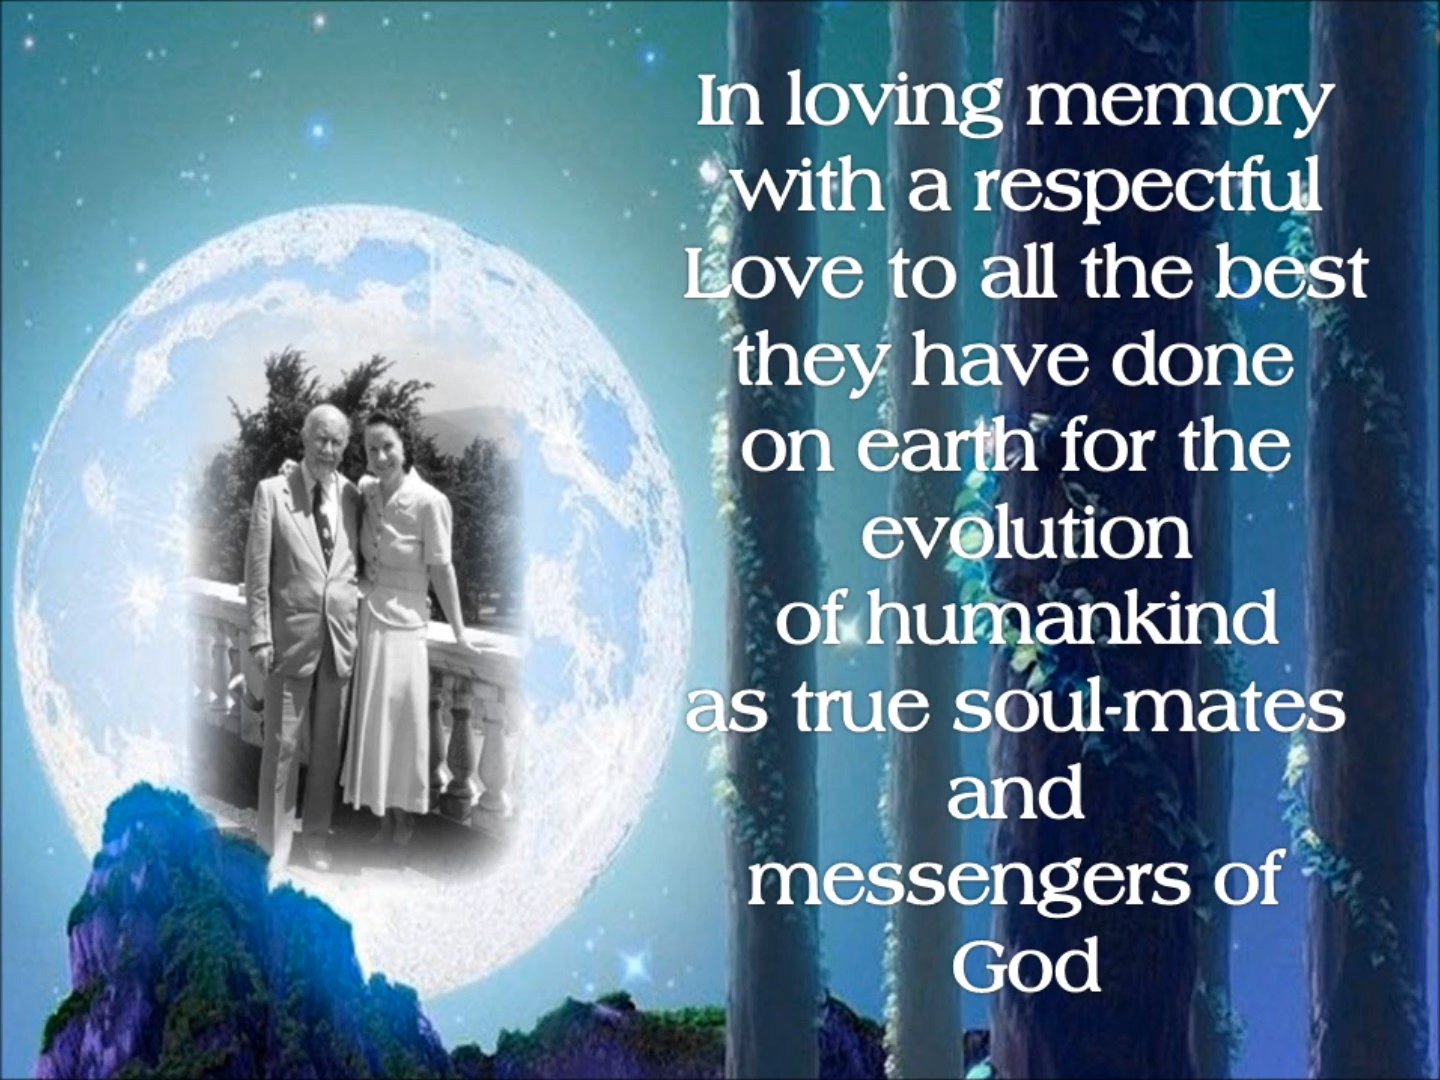 In loving memory
with a respectful
Love to all the best
they have done
on earth for the
evolution
of humankind
as true soul-mates
and
messengers of
God